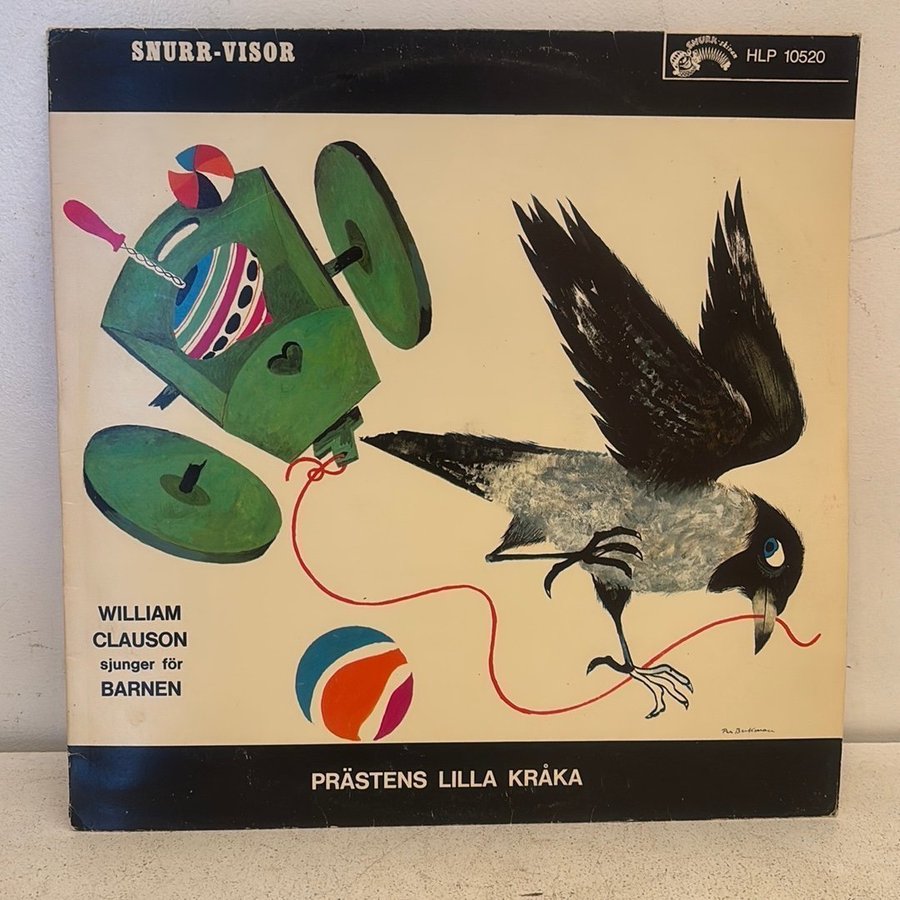 SNURR-VISOR
HLP 10520
WILLIAM
CLAUSON
sjunger för
BARNEN
PRÄSTENS LILLA KRÅKA